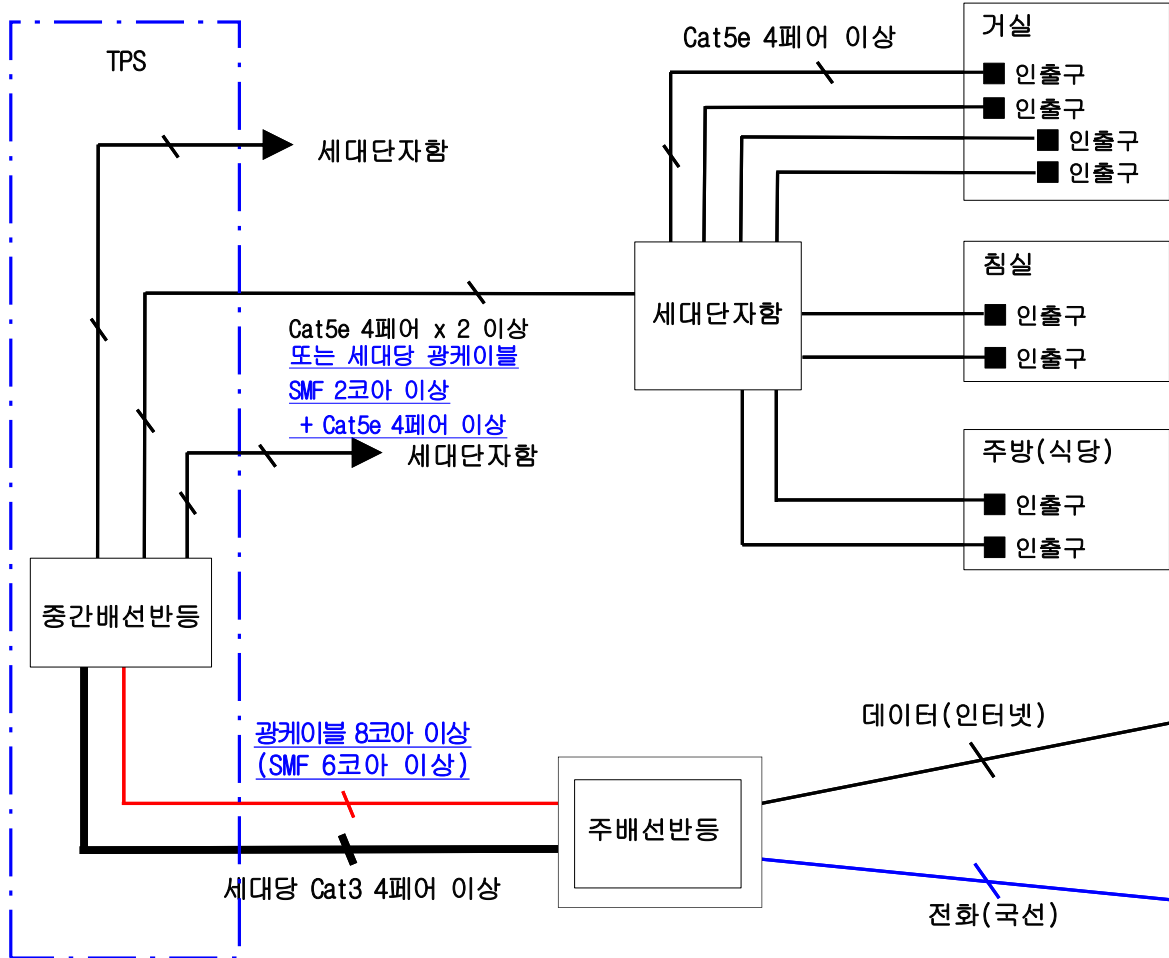 TPS
세대단자함
Cat5e 4페어 이상
거실
인출구
인출구
인출구
인출구
세대단자함
침실
인출구
인출구
Cat5e 4페어 x 2 이상
또는 세대당 광케이블
SMF 2코아 이상
+ Cat5e 4페어 이상
세대단자함
주방(식당)
인출구
인출구
중간배선반등
광케이블 8코아 이상
(SMF 6코아 이상)
세대당 Cat3 4페어 이상
주배선반등
데이터(인터넷)
전화(국선)